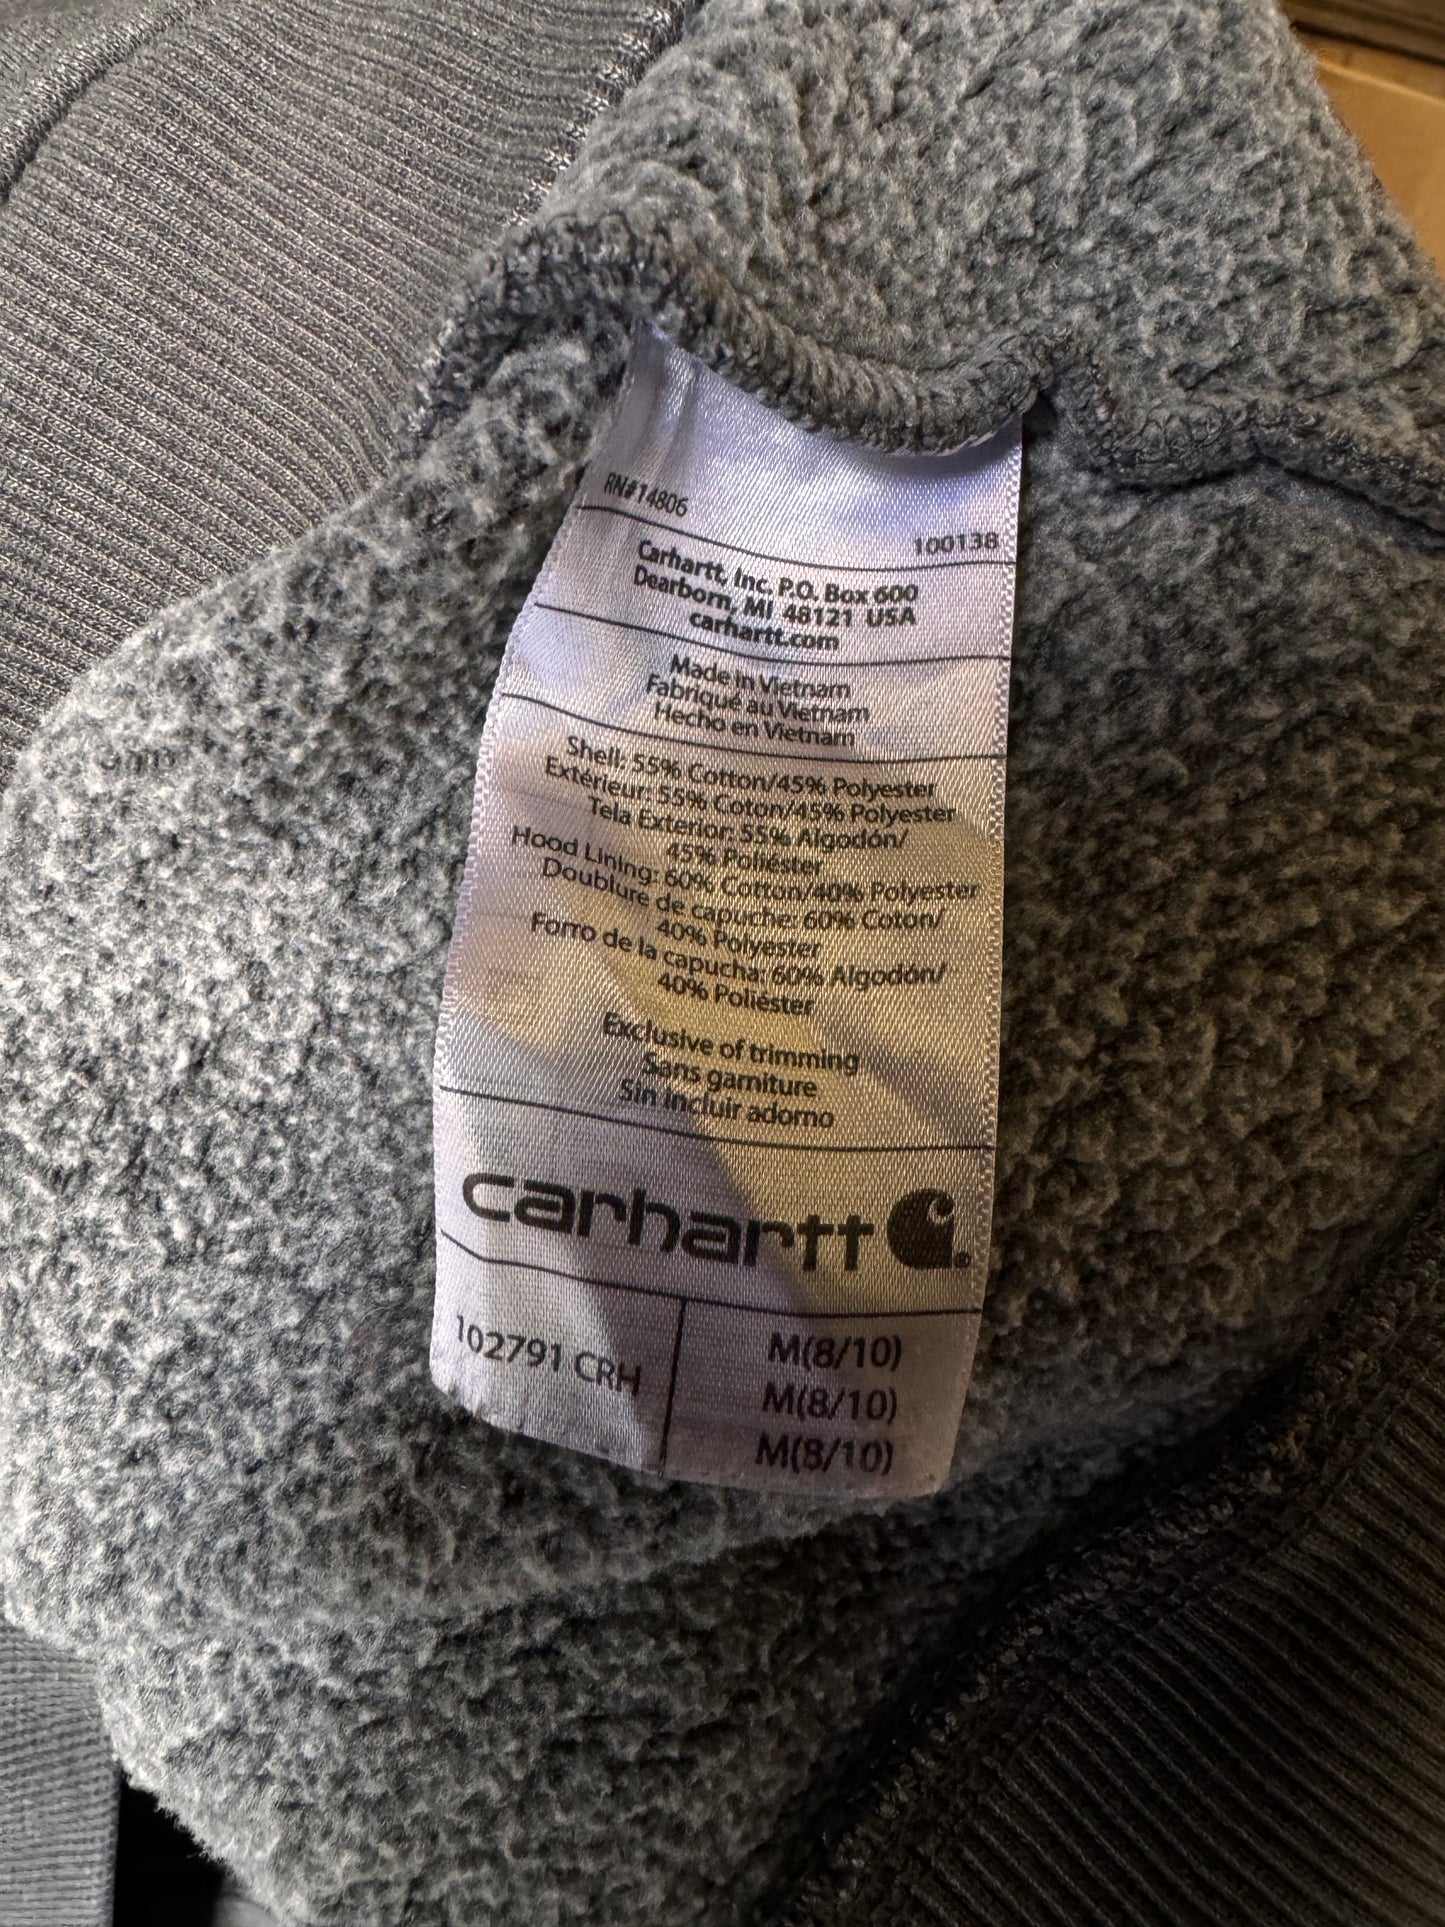 RN#14806
100138
Carhartt, Inc. P.O. Box 600
Dearborn, MI 48121 USA
carhartt.com
Made in Vietnam
Fabriqué au Vietnam
Hecho en Vietnam
Shell: 55% Cotton/45% Polyester
Extérieur: 55% Coton/45% Polyester
Tela Exterior: 55% Algodón/
45% Poliéster
Hood Lining: 60% Cotton/40% Polyester
Doublure de capuche: 60% Coton/
40% Polyester
Forro de la capucha: 60% Algodón/
40% Poliéster
Exclusive of trimming
Sans garniture
Sin incluir adorno
carhartt
102791 CRH
M(8/10)
M(8/10)
M(8/10)